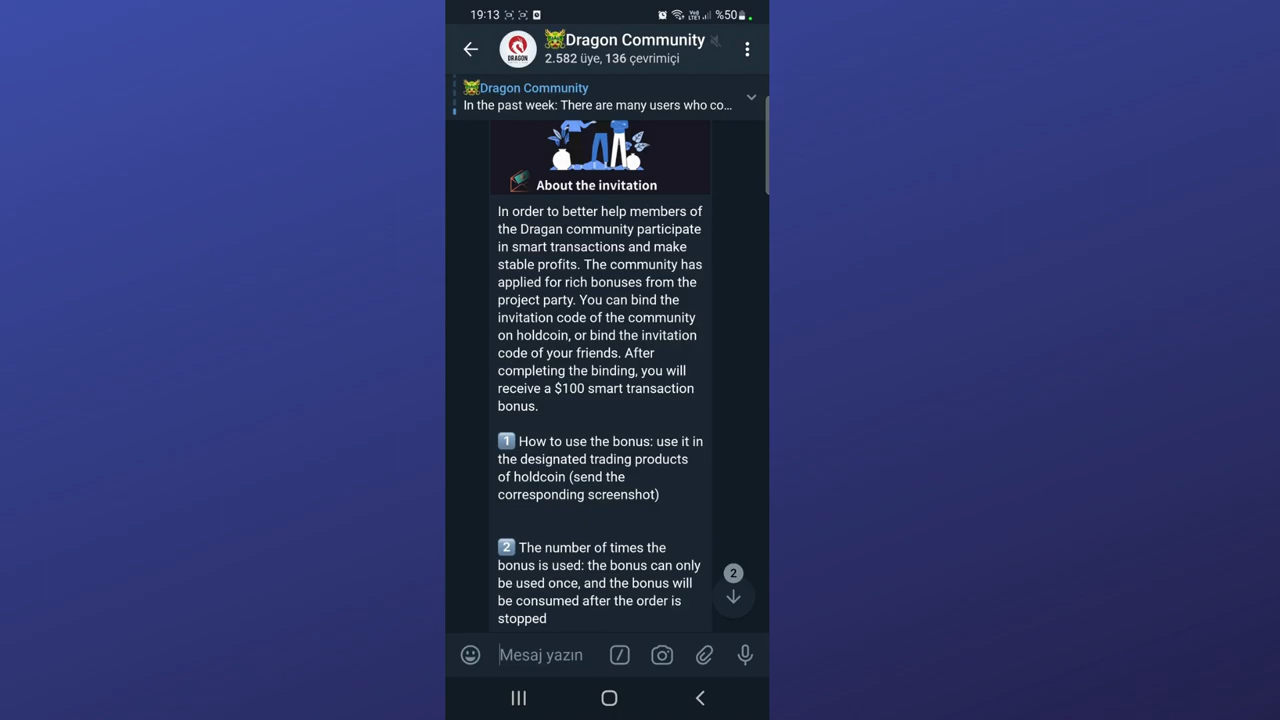 19:13
Vo)) LTE1 %50
Dragon Community
2.582 üye, 136 çevrimiçi
DRAGON
Dragon Community
In the past week: There are many users who co...
About the invitation
In order to better help members of
the Dragan community participate
in smart transactions and make
stable profits. The community has
applied for rich bonuses from the
project party. You can bind the
invitation code of the community
on holdcoin, or bind the invitation
code of your friends. After
completing the binding, you will
receive a $100 smart transaction
bonus.
1 How to use the bonus: use it in
the designated trading products
of holdcoin (send the
corresponding screenshot)
2 The number of times the
bonus is used: the bonus can only
be used once, and the bonus will
be consumed after the order is
stopped
2
Mesaj yazın